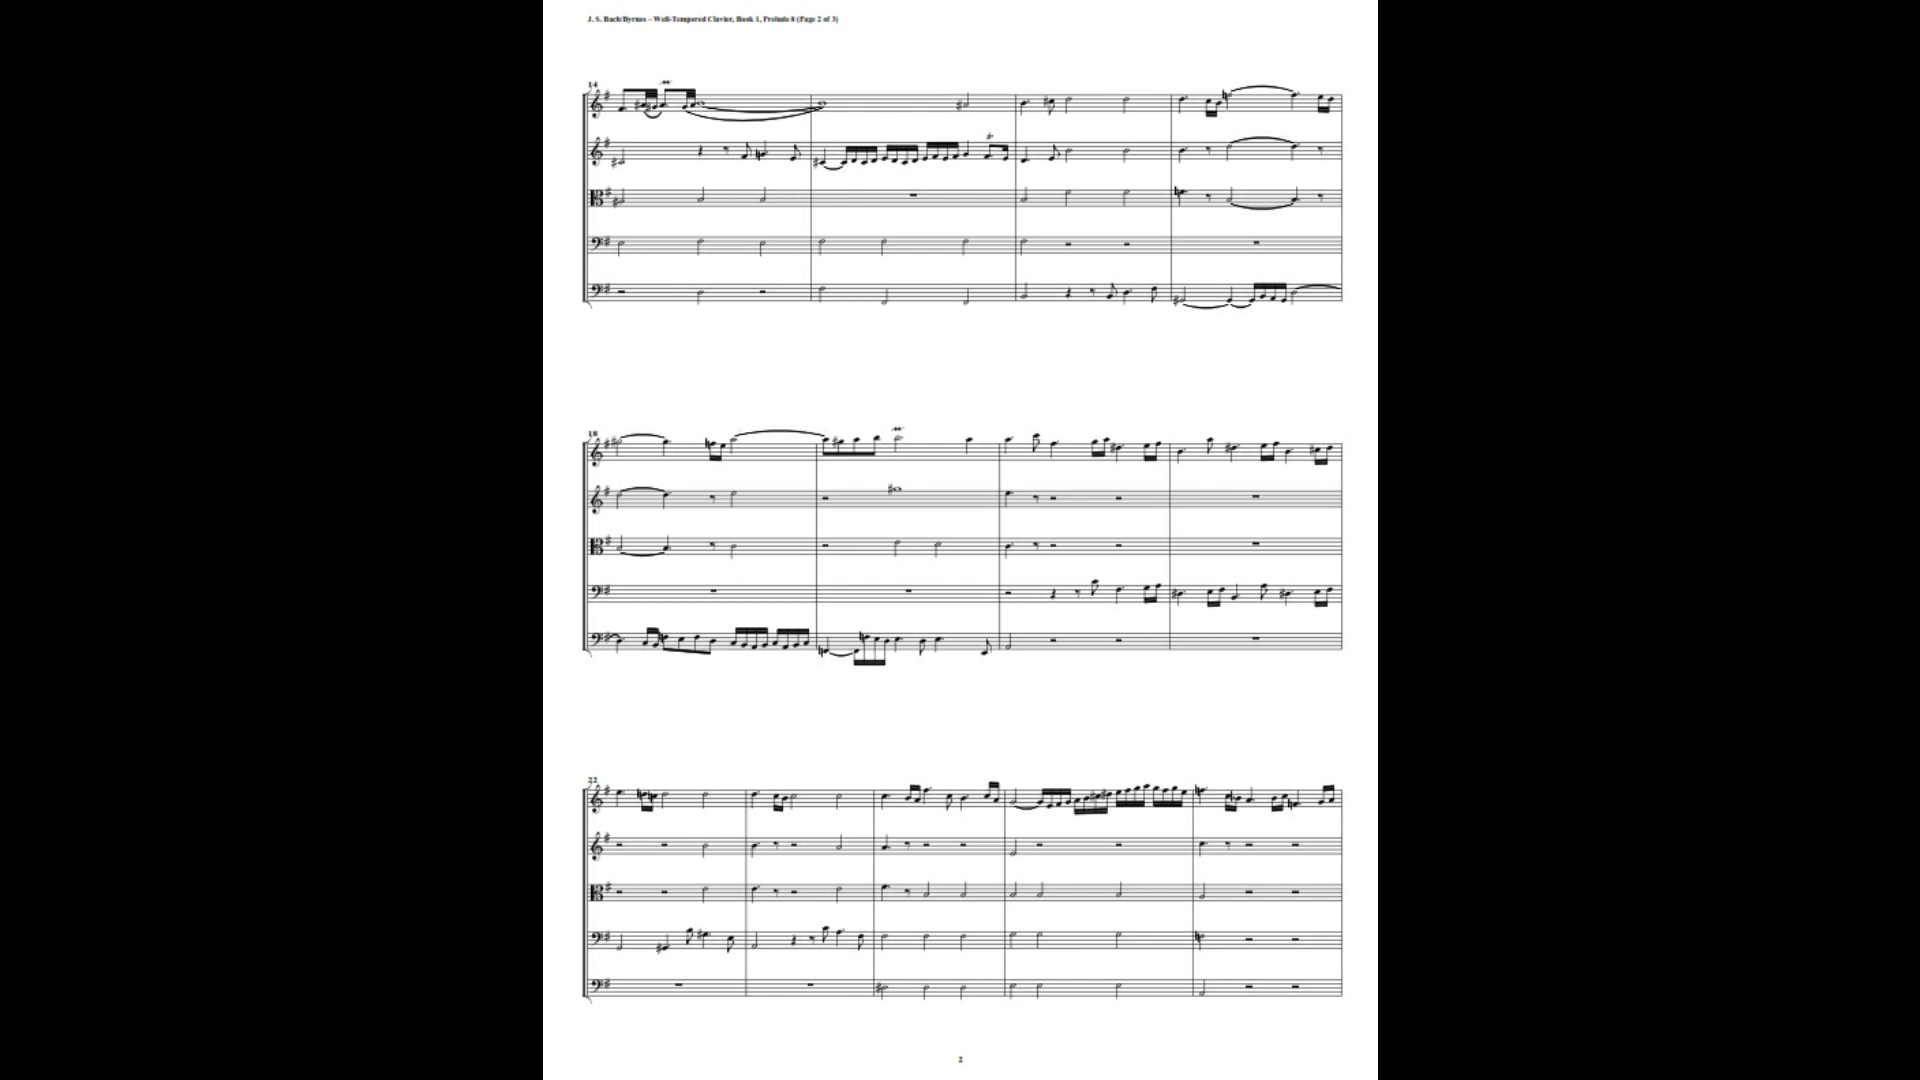 J. S. Bach/Byrnes – Well-Tempered Clavier, Book 1, Prelude 8 (Page 2 of 3)
14
18
22
2